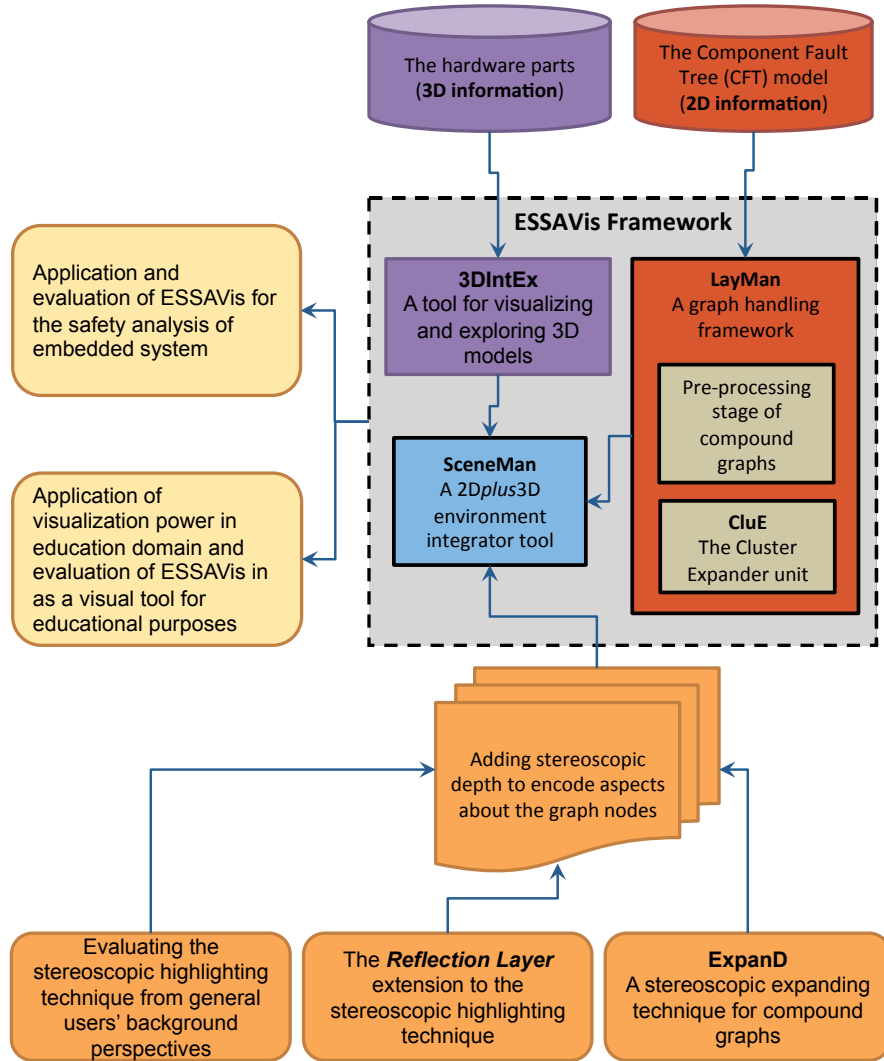 The hardware parts
(3D information)
The Component Fault
Tree (CFT) model
(2D information)
ESSAVis Framework
3DIntEx
A tool for visualizing
and exploring 3D
models
LayMan
A graph handling
framework
Pre-processing
stage of
compound
graphs
CluE
The Cluster
Expander unit
SceneMan
A 2Dplus3D
environment
integrator tool
Application and
evaluation of ESSAVis for
the safety analysis of
embedded system
Application of
visualization power in
education domain and
evaluation of ESSAVis in
as a visual tool for
educational purposes
Adding stereoscopic
depth to encode aspects
about the graph nodes
Evaluating the
stereoscopic highlighting
technique from general
users' background
perspectives
The Reflection Layer
extension to the
stereoscopic highlighting
technique
ExpanD
A stereoscopic expanding
technique for compound
graphs